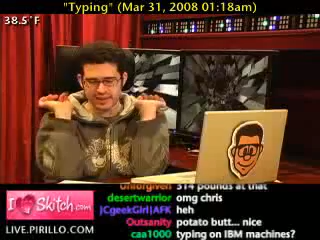 "Typing" (Mar 31, 2008 01:18am)
38.5°F
Unforgiven 314 pounds at that
desertwarrior omg chris
JCgeekGirl|AFK heh
Outsanity potato butt... nice
caa1000 typing on IBM machines?
I Skitch.com
LIVE.PIRILLO.COM